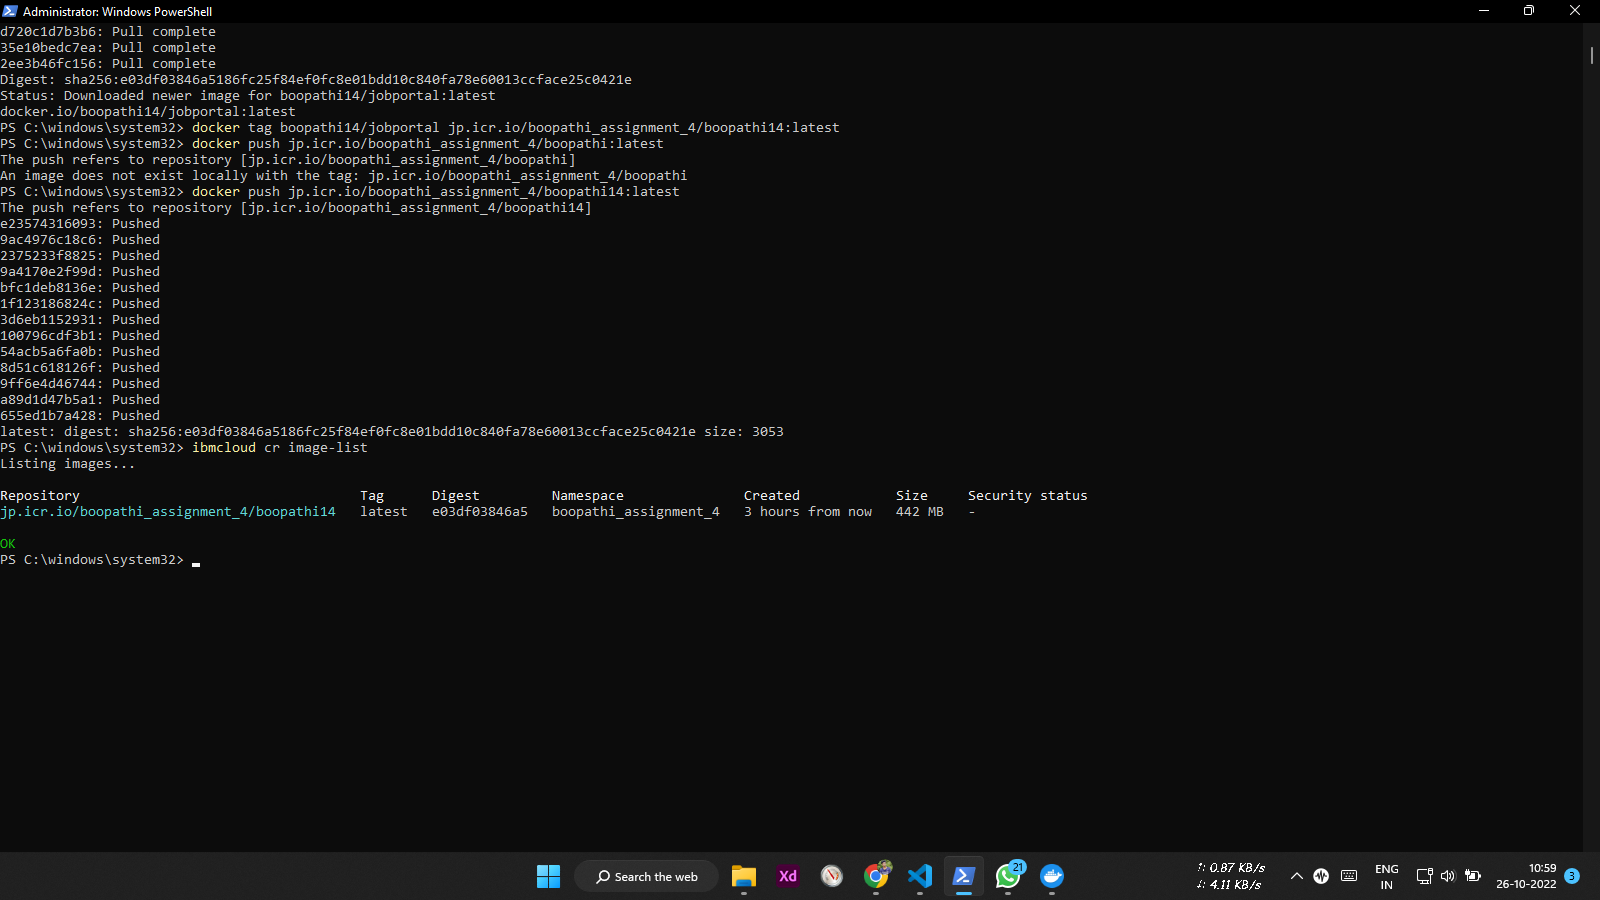 Administrator: Windows PowerShell
d720c1d7b3b6: Pull complete
35e10bedc7ea: Pull complete
2ee3b46fc156: Pull complete
Digest: sha256:e03df03846a5186fc25f84ef0fc8e01bdd10c840fa78e60013ccface25c0421e
Status: Downloaded newer image for boopathi14/jobportal:latest
docker.io/boopathi14/jobportal:latest
PS C:\windows\system32> docker tag boopathi14/jobportal jp.icr.io/boopathi_assignment_4/boopathi14:latest
PS C:\windows\system32> docker push jp.icr.io/boopathi_assignment_4/boopathi:latest
The push refers to repository [jp.icr.io/boopathi_assignment_4/boopathi]
An image does not exist locally with the tag: jp.icr.io/boopathi_assignment_4/boopathi
PS C:\windows\system32> docker push jp.icr.io/boopathi_assignment_4/boopathi14:latest
The push refers to repository [jp.icr.io/boopathi_assignment_4/boopathi14]
e23574316093: Pushed
9ac4976c18c6: Pushed
2375233f8825: Pushed
9a4170e2f99d: Pushed
bfc1deb8136e: Pushed
1f123186824c: Pushed
3d6eb1152931: Pushed
100796cdf3b1: Pushed
54acb5a6fa0b: Pushed
8d51c618126f: Pushed
9ff6e4d46744: Pushed
a89d1d47b5a1: Pushed
655ed1b7a428: Pushed
latest: digest: sha256:e03df03846a5186fc25f84ef0fc8e01bdd10c840fa78e60013ccface25c0421e size: 3053
PS C:\windows\system32> ibmcloud cr image-list
Listing images...
Repository Tag Digest Namespace Created Size Security status
jp.icr.io/boopathi_assignment_4/boopathi14 latest e03df03846a5 boopathi_assignment_4 3 hours from now 442 MB -
OK
PS C:\windows\system32>
Search the web
Xd
21
↑: 0.87 KB/s
↓: 4.11 KB/s
ENG
IN
10:59
26-10-2022
3